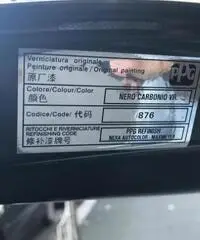 Verniciatura originale
Peinture originale / Original painting
原厂漆
PPG
Colore/Colour/Color
颜色
NERO CARBONIO VR
Codice/Code/ 代码
876
RITOCCHI E RIVERNICIATURE
REFINISHING CODE
修补漆牌号
PPG REFINISH
NEXA AUTOCOLOR - MAXMEYER